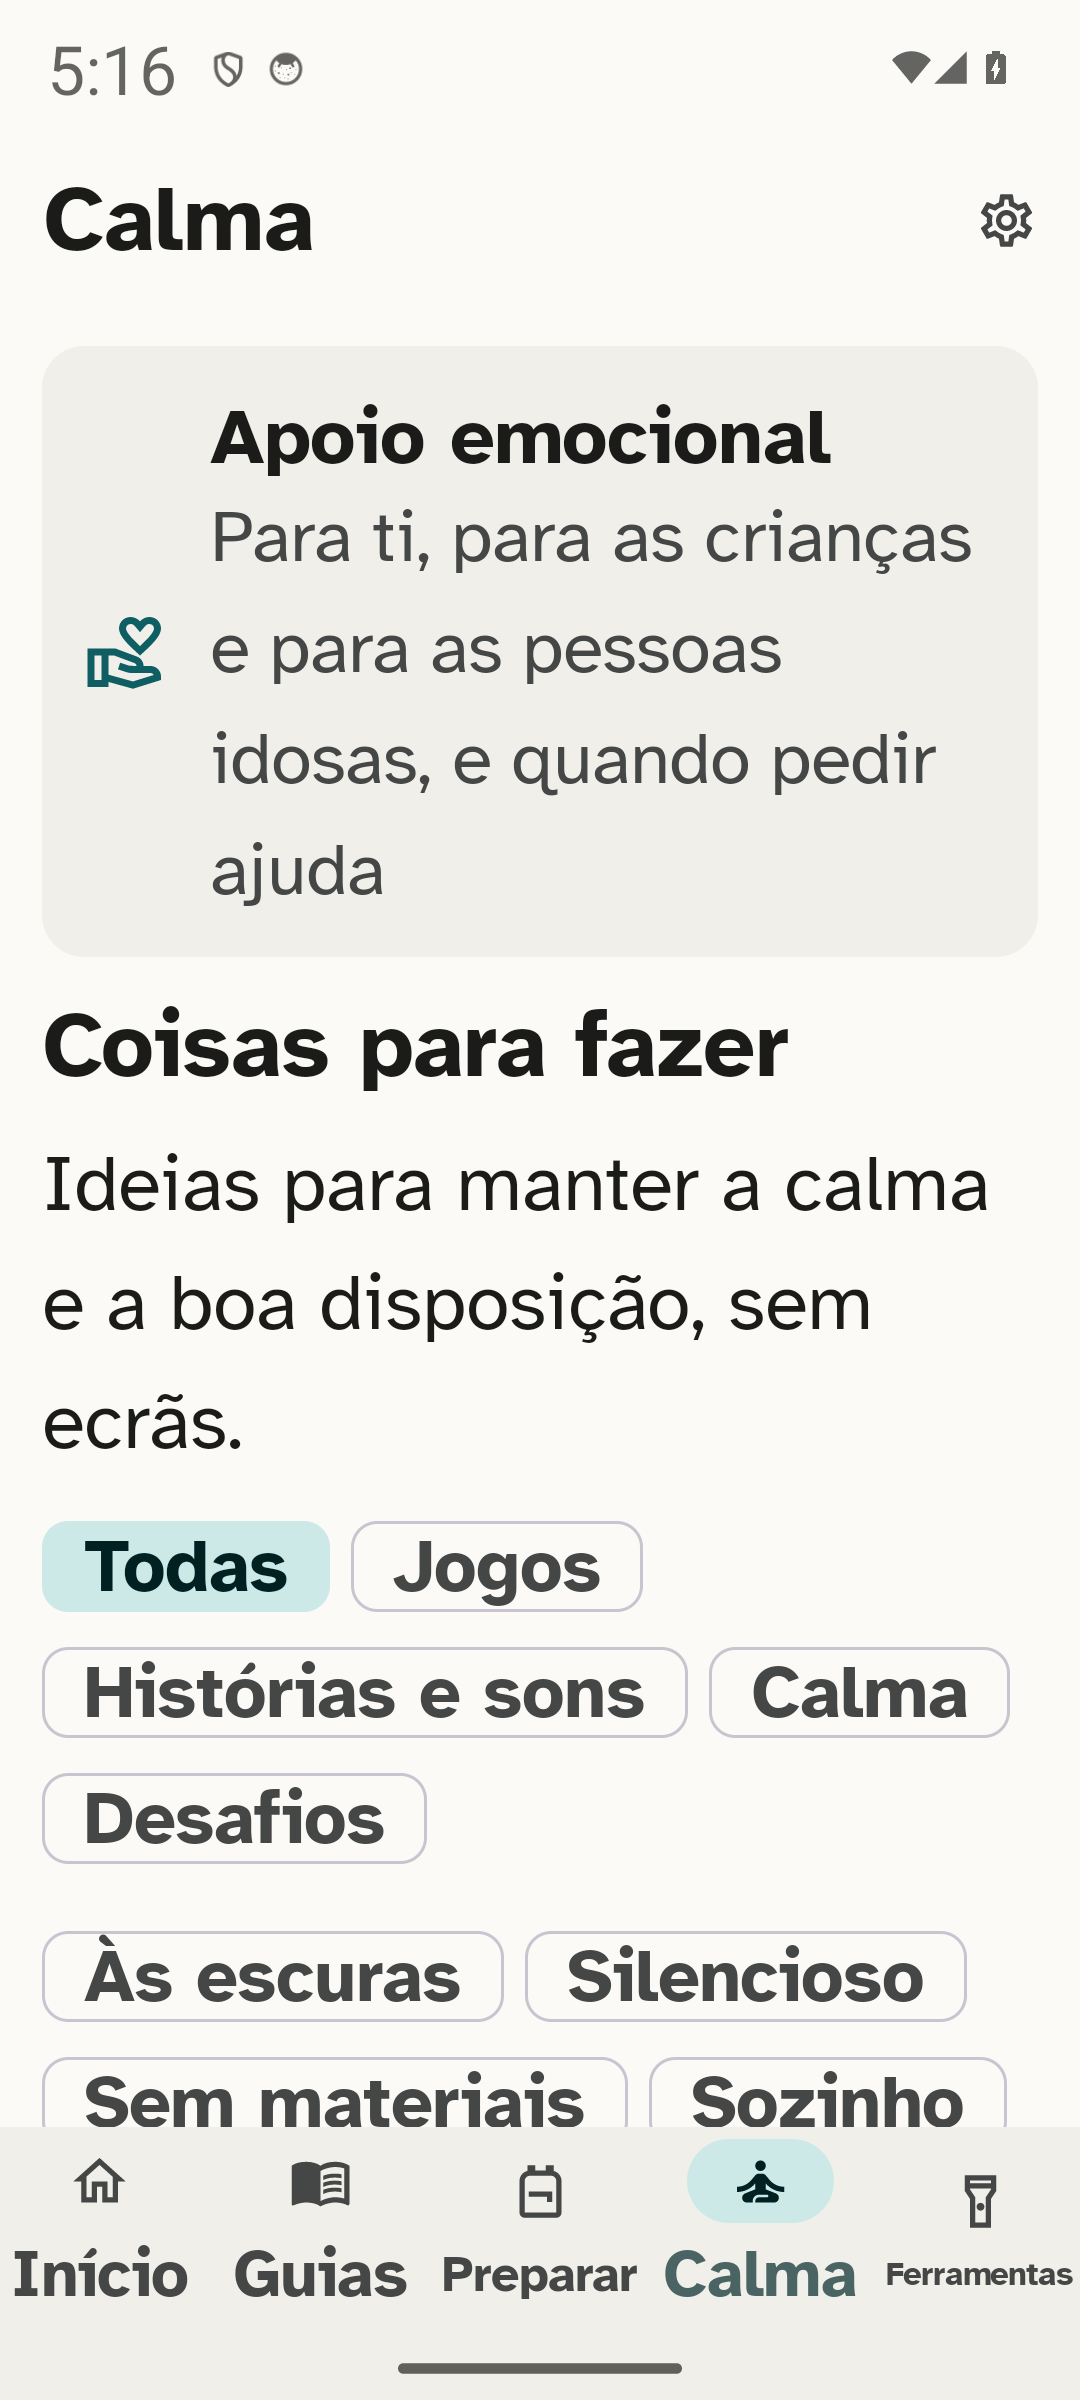 5:16
Calma
Apoio emocional
Para ti, para as crianças
e para as pessoas
idosas, e quando pedir
ajuda
Coisas para fazer
Ideias para manter a calma
e a boa disposição, sem
ecrãs.
Todas
Jogos
Histórias e sons
Calma
Desafios
Às escuras
Silencioso
Sem materiais
Sozinho
Início
Guias
Preparar
Calma
Ferramentas